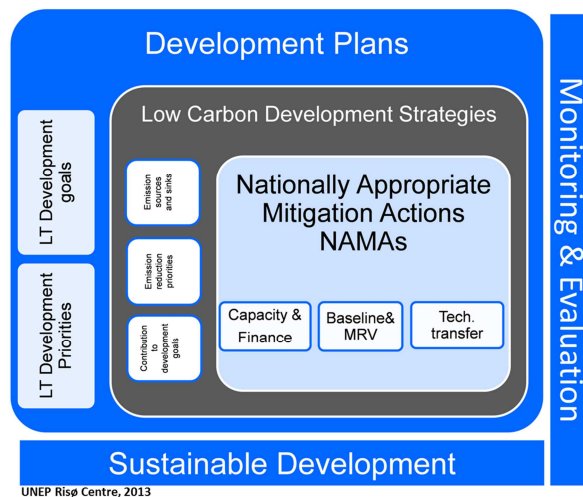 Development Plans
LT Development
goals
LT Development
Priorities
Low Carbon Development Strategies
Emission
sources
and sinks
Emission
reduction
priorities
Contribution
to
development
goals
Nationally Appropriate
Mitigation Actions
NAMAs
Capacity &
Finance
Baseline&
MRV
Tech.
transfer
Monitoring & Evaluation
Sustainable Development
UNEP Risø Centre, 2013